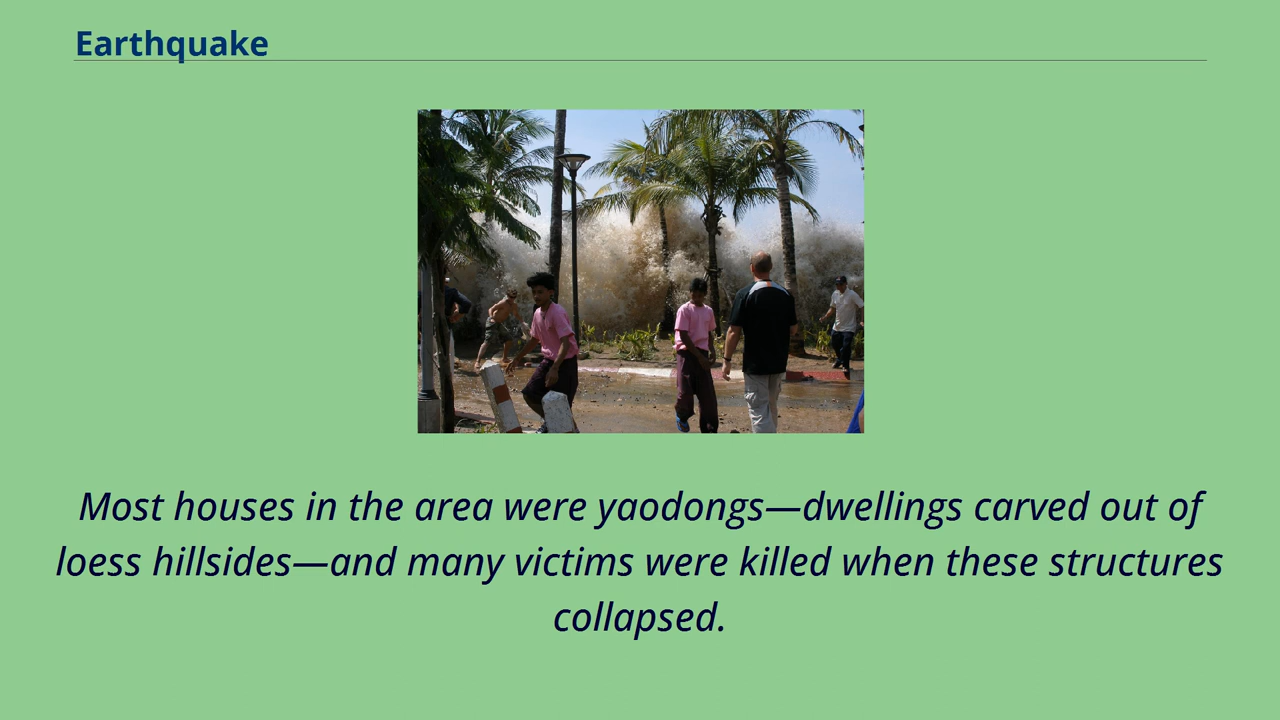 Earthquake
Most houses in the area were yaodongs—dwellings carved out of
loess hillsides—and many victims were killed when these structures
collapsed.